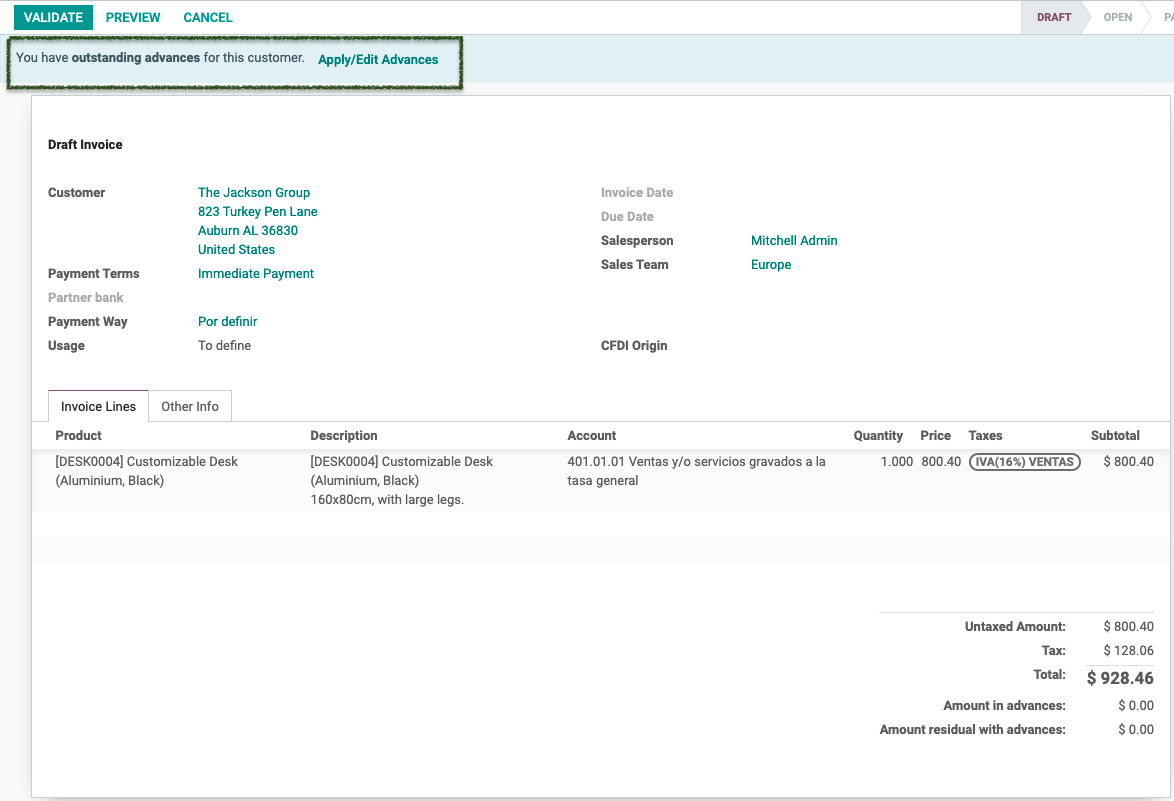 VALIDATE PREVIEW CANCEL DRAFT OPEN
You have outstanding advances for this customer. Apply/Edit Advances
Draft Invoice
Customer The Jackson Group Invoice Date
823 Turkey Pen Lane Due Date
Auburn AL 36830 Salesperson Mitchell Admin
United States Sales Team Europe
Payment Terms Immediate Payment
Partner bank
Payment Way Por definir
Usage To define CFDI Origin
Invoice Lines Other Info
Product Description Account Quantity Price Taxes Subtotal
[DESK0004] Customizable Desk [DESK0004] Customizable Desk 401.01.01 Ventas y/o servicios gravados a la 1.000 800.40 IVA(16%) VENTAS $ 800.40
(Aluminium, Black) (Aluminium, Black) tasa general
160x80cm, with large legs.
Untaxed Amount: $ 800.40
Tax: $ 128.06
Total: $ 928.46
Amount in advances: $ 0.00
Amount residual with advances: $ 0.00